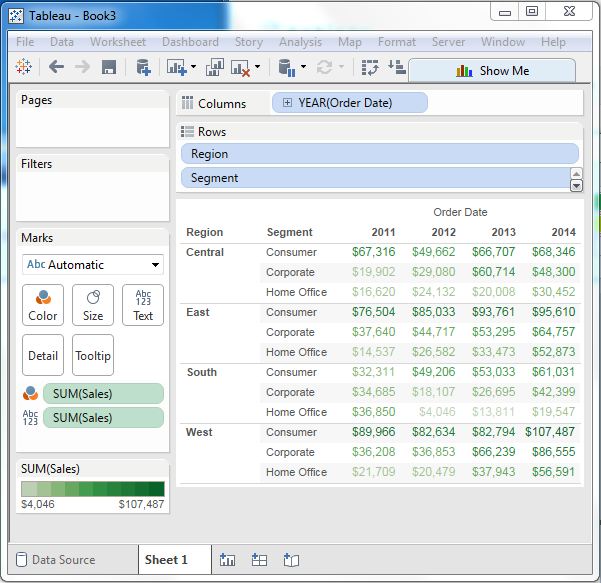 Tableau - Book3
File Data Worksheet Dashboard Story Analysis Map Format Server Window Help
Show Me
Pages
Columns
YEAR(Order Date)
Rows
Region
Segment
Filters
Marks
Abc Automatic
Color Size Abc 123 Text
Detail Tooltip
SUM(Sales)
Abc 123 SUM(Sales)
SUM(Sales)
$4,046 $107,487
Order Date
Region Segment 2011 2012 2013 2014
Central Consumer $67,316 $49,662 $66,707 $68,346
Corporate $19,902 $29,080 $60,714 $48,300
Home Office $16,620 $24,132 $20,008 $30,452
East Consumer $76,504 $85,033 $93,761 $95,610
Corporate $37,640 $44,717 $53,295 $64,757
Home Office $14,537 $26,582 $33,473 $52,873
South Consumer $32,311 $49,206 $53,033 $61,031
Corporate $34,685 $18,107 $26,695 $42,399
Home Office $36,850 $4,046 $13,811 $19,547
West Consumer $89,966 $82,634 $82,794 $107,487
Corporate $36,208 $36,853 $66,239 $86,555
Home Office $21,709 $20,479 $37,943 $56,591
Data Source Sheet 1